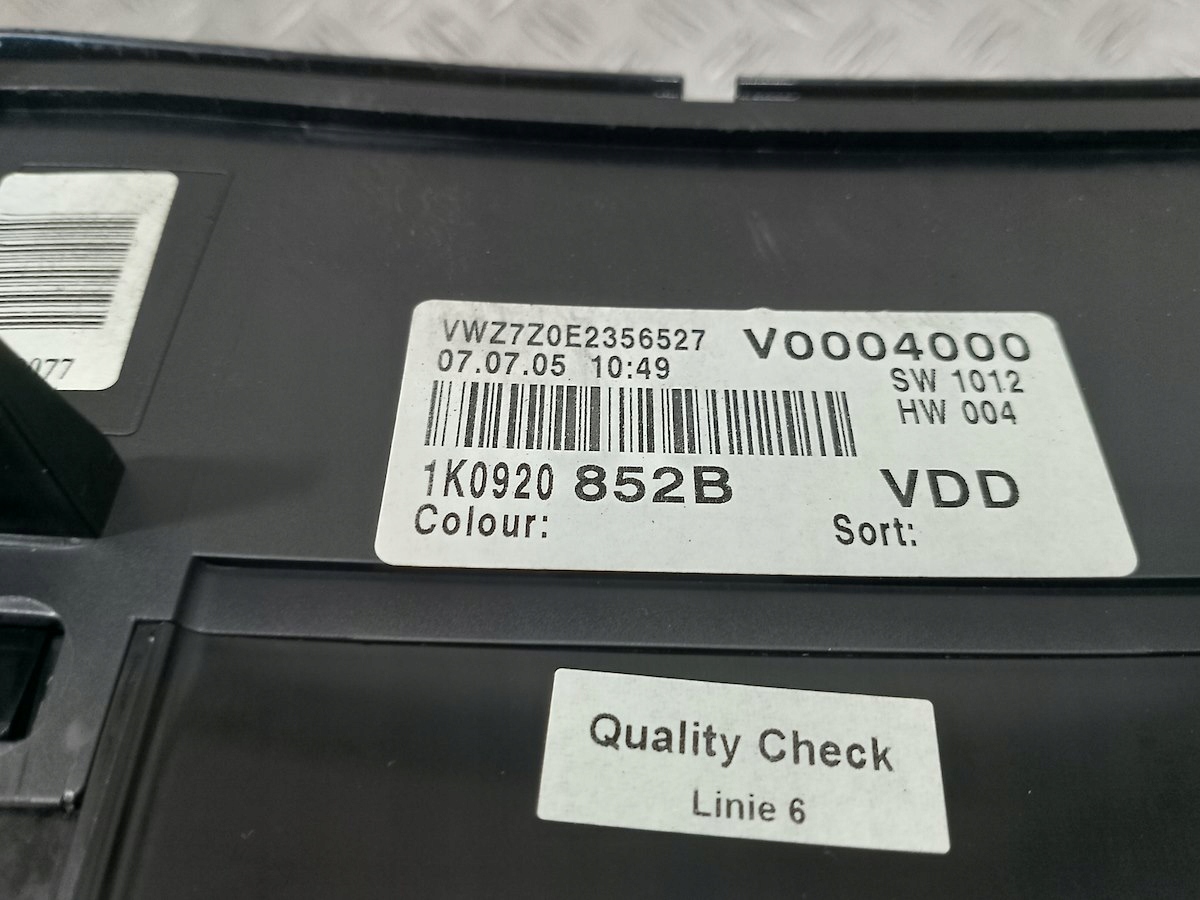 VWZ7Z0E2356527 V0004000
07.07.05 10:49 SW 1012
HW 004
1K0920 852B VDD
Colour: Sort:
Quality Check
Linie 6